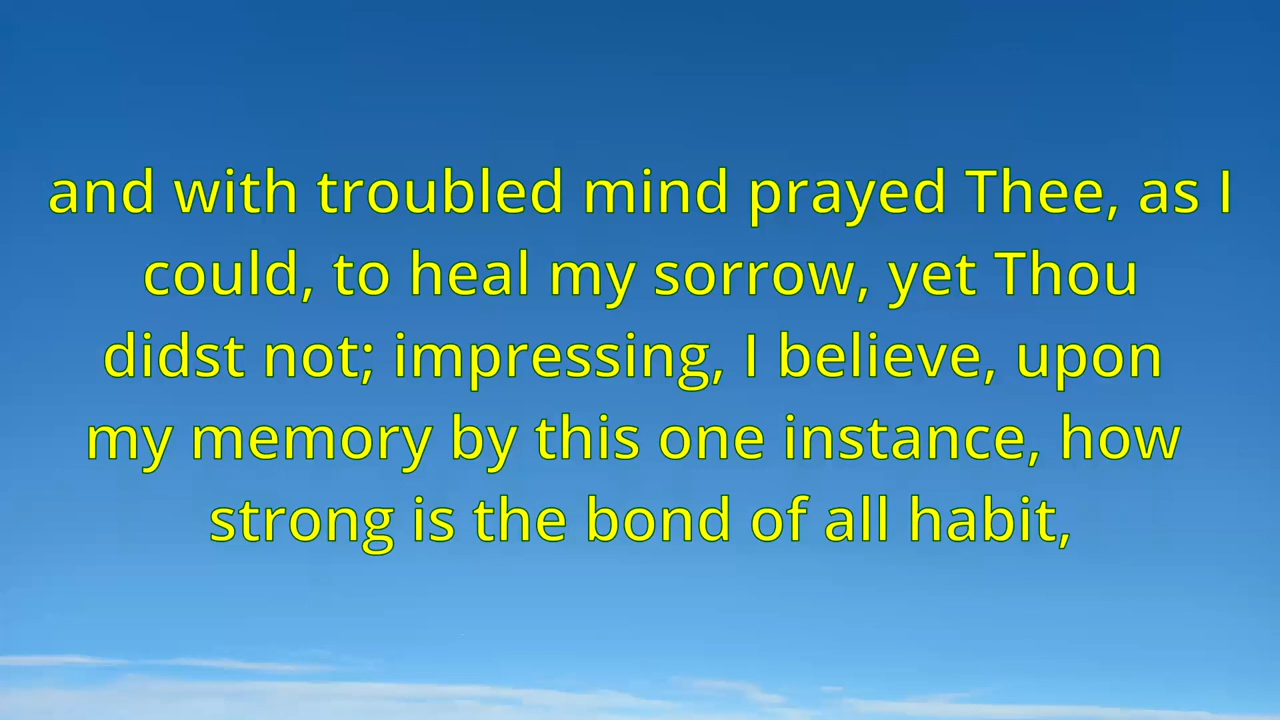 and with troubled mind prayed Thee, as I
could, to heal my sorrow, yet Thou
didst not; impressing, I believe, upon
my memory by this one instance, how
strong is the bond of all habit,